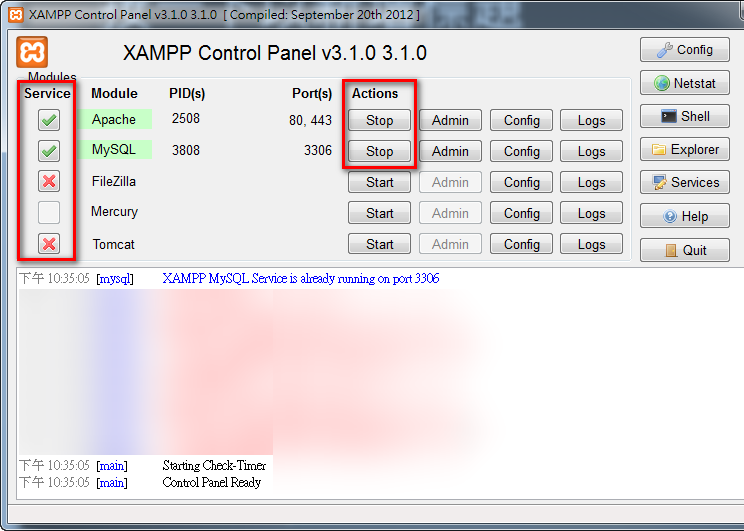 XAMPP Control Panel v3.1.0 3.1.0 [ Compiled: September 20th 2012 ]
XAMPP Control Panel v3.1.0 3.1.0
Config
Modules
Service Module PID(s) Port(s) Actions
Netstat
Apache 2508 80, 443 Stop Admin Config Logs
Shell
MySQL 3808 3306 Stop Admin Config Logs
Explorer
FileZilla Start Admin Config Logs
Services
Mercury Start Admin Config Logs
Help
Tomcat Start Admin Config Logs
Quit
下午 10:35:05 [mysql] XAMPP MySQL Service is already running on port 3306
下午 10:35:05 [main] Starting Check-Timer
下午 10:35:05 [main] Control Panel Ready